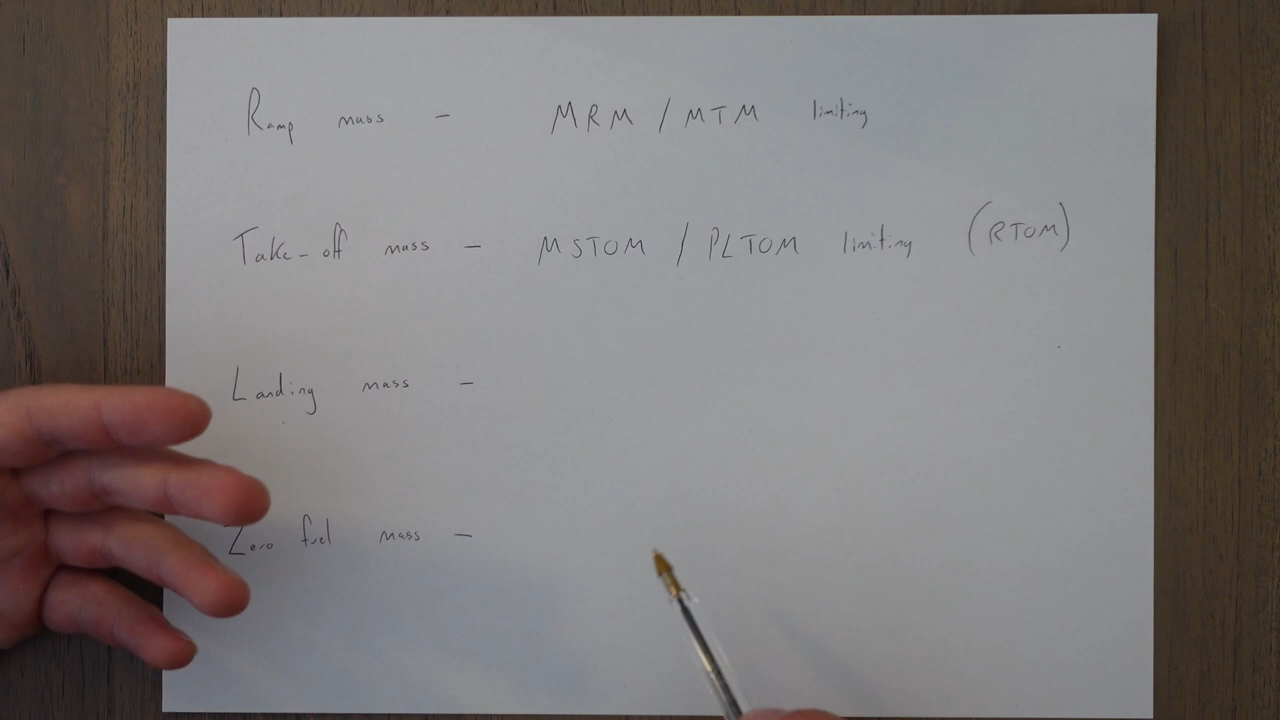 Ramp mass - MRM / MTM limiting
Take-off mass - MSTOM / PLTOM limiting (RTOM)
Landing mass -
Zero fuel mass -